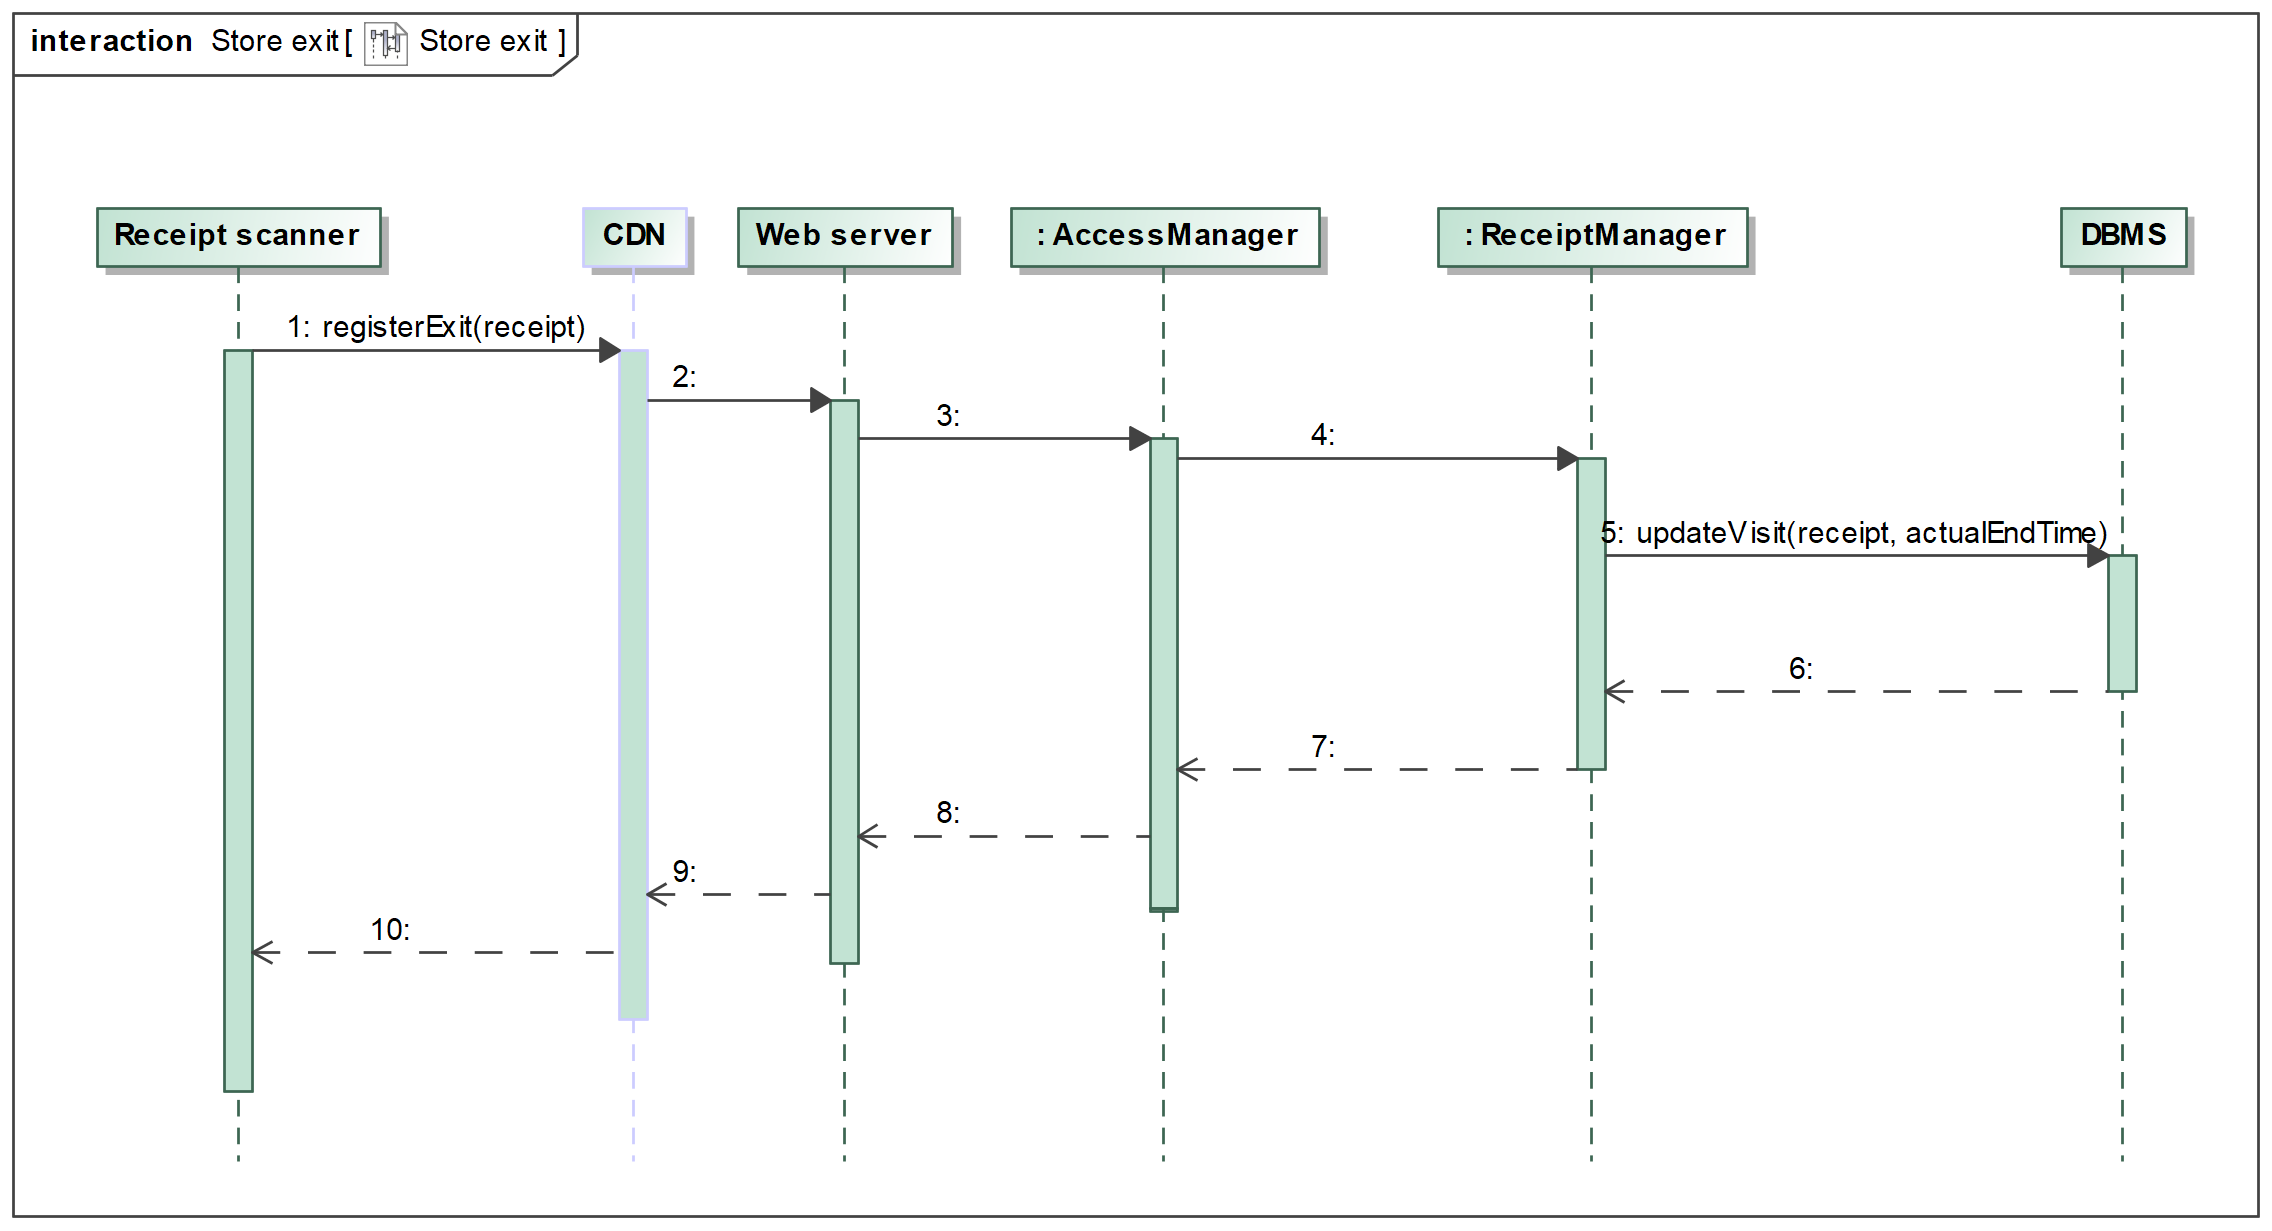 interaction Store exit [ Store exit ]
Receipt scanner
CDN
Web server
: AccessManager
: ReceiptManager
DBMS
1: registerExit(receipt)
2:
3:
4:
5: updateVisit(receipt, actualEndTime)
6:
7:
8:
9:
10: